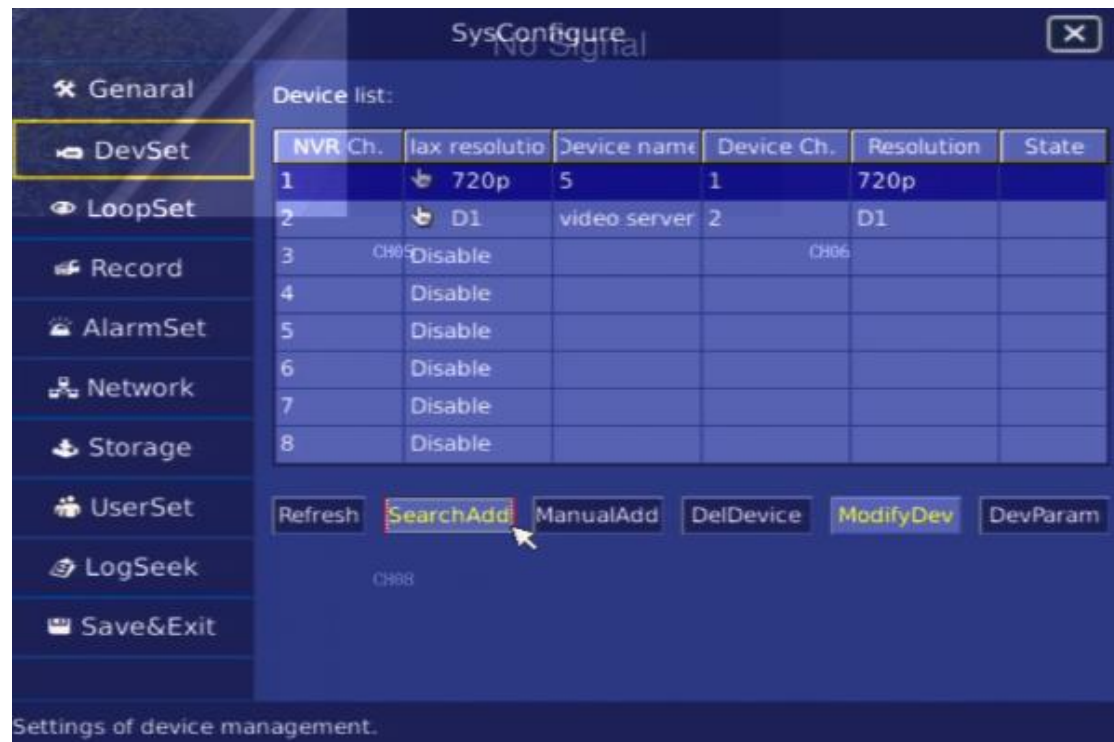 SysConfigure
No Signal
Genaral
DevSet
LoopSet
Record
AlarmSet
Network
Storage
UserSet
LogSeek
Save&Exit
Device list:
NVR Ch. lax resolutio Device name Device Ch. Resolution State
1 720p 5 1 720p
2 D1 video server 2 D1
3 Disable
CH05 CH06
4 Disable
5 Disable
6 Disable
7 Disable
8 Disable
Refresh SearchAdd ManualAdd DelDevice ModifyDev DevParam
CH08
Settings of device management.